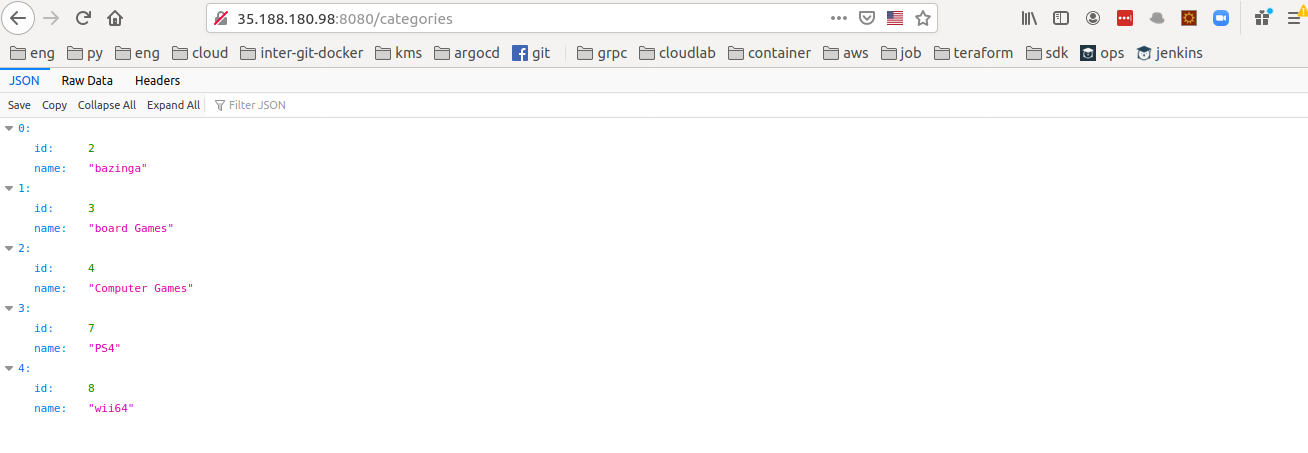 35.188.180.98:8080/categories
eng py eng cloud inter-git-docker kms argocd git grpc cloudlab container aws job terraform sdk ops jenkins
JSON Raw Data Headers
Save Copy Collapse All Expand All Filter JSON
0:
id: 2
name: "bazinga"
1:
id: 3
name: "board Games"
2:
id: 4
name: "Computer Games"
3:
id: 7
name: "PS4"
4:
id: 8
name: "wii64"